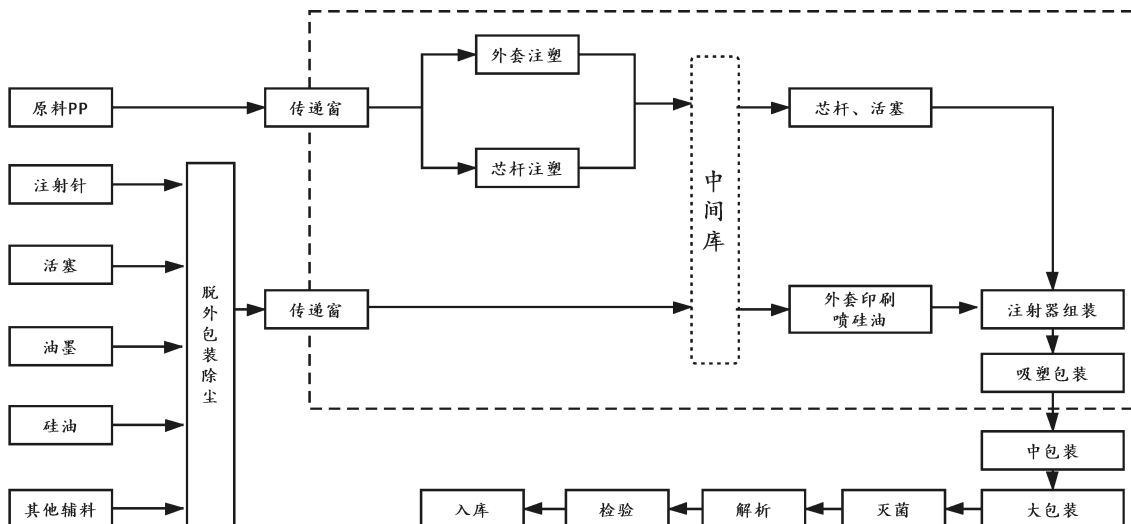 原料PP
传递窗
外套注塑
芯杆注塑
中间库
芯杆、活塞
注射针
活塞
油墨
硅油
其他辅料
脱外包装除尘
传递窗
外套印刷
喷硅油
注射器组装
吸塑包装
中包装
大包装
灭菌
解析
检验
入库